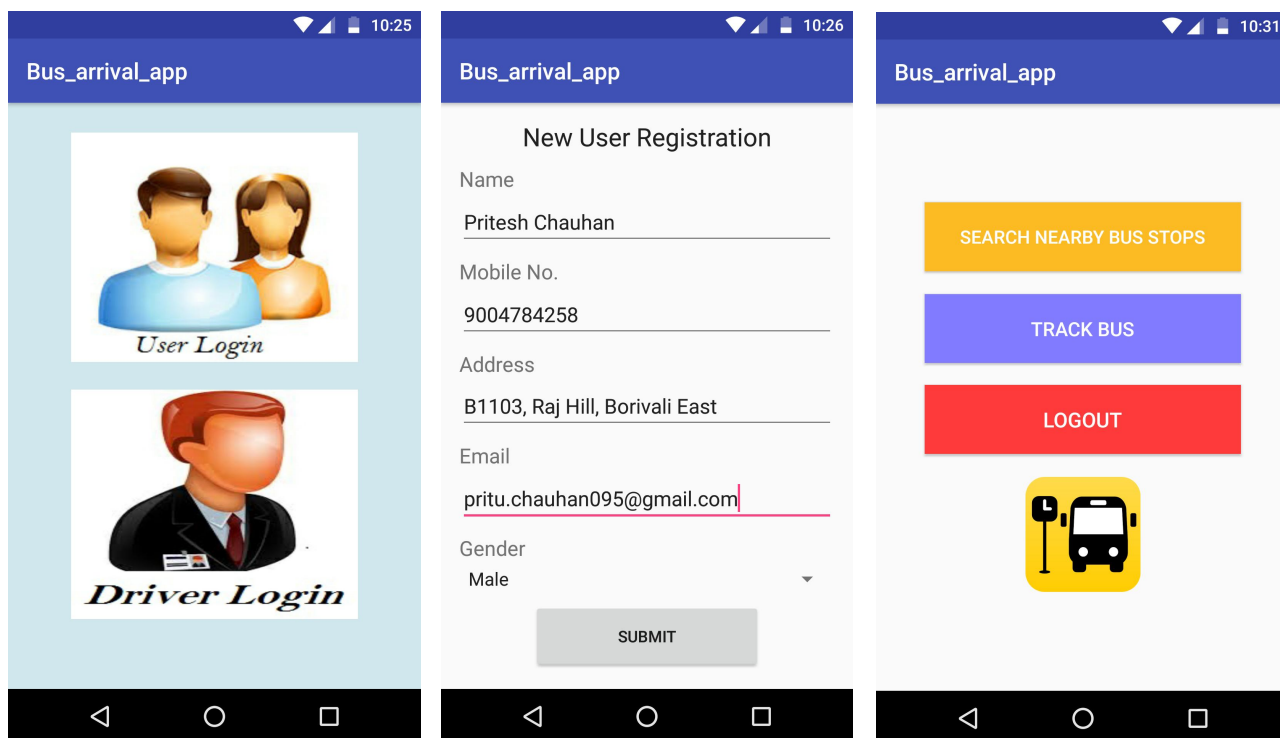 10:25
Bus_arrival_app
User Login
Driver Login
10:26
Bus_arrival_app
New User Registration
Name
Pritesh Chauhan
Mobile No.
9004784258
Address
B1103, Raj Hill, Borivali East
Email
pritu.chauhan095@gmail.com
Gender
Male
SUBMIT
10:31
Bus_arrival_app
SEARCH NEARBY BUS STOPS
TRACK BUS
LOGOUT